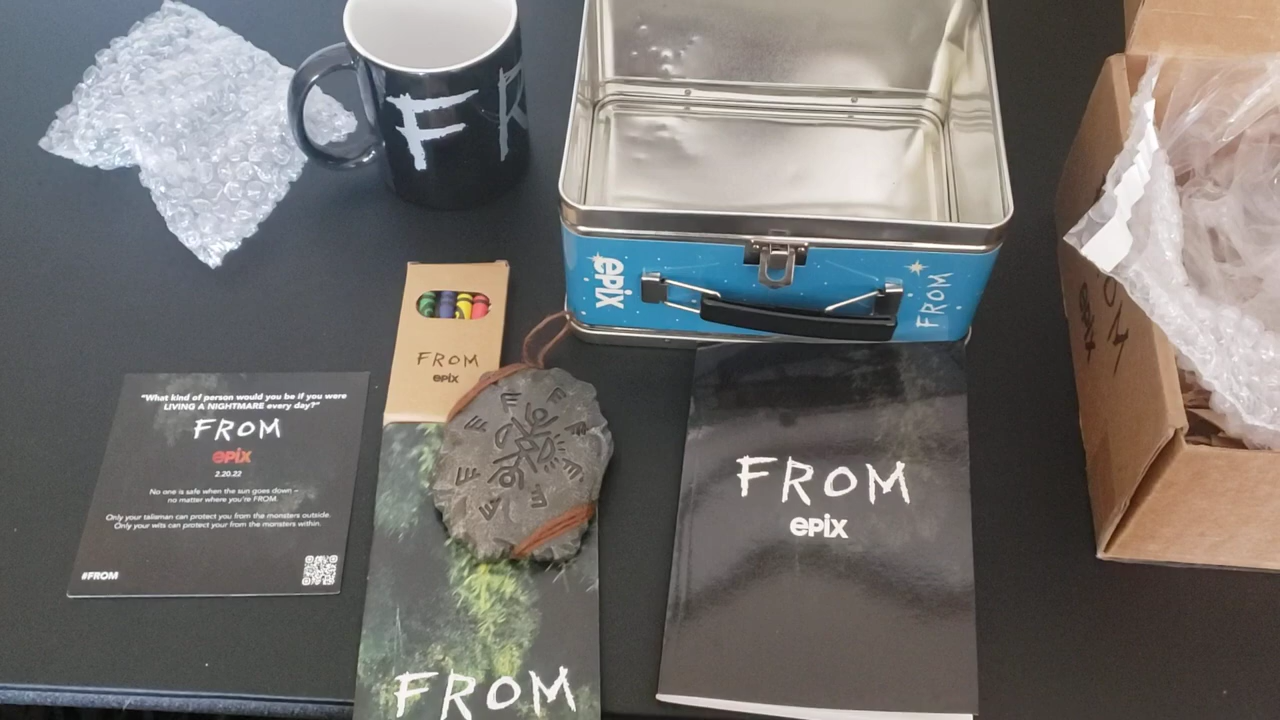 F R
epix
FROM
FROM
epix
"What kind of person would you be if you were
LIVING A NIGHTMARE every day?"
FROM
epix
2.20.22
No one is safe when the sun goes down –
no matter where you're FROM.
Only your talisman can protect you from the monsters outside.
Only your wits can protect your from the monsters within.
#FROM
FROM
epix
FROM
epix